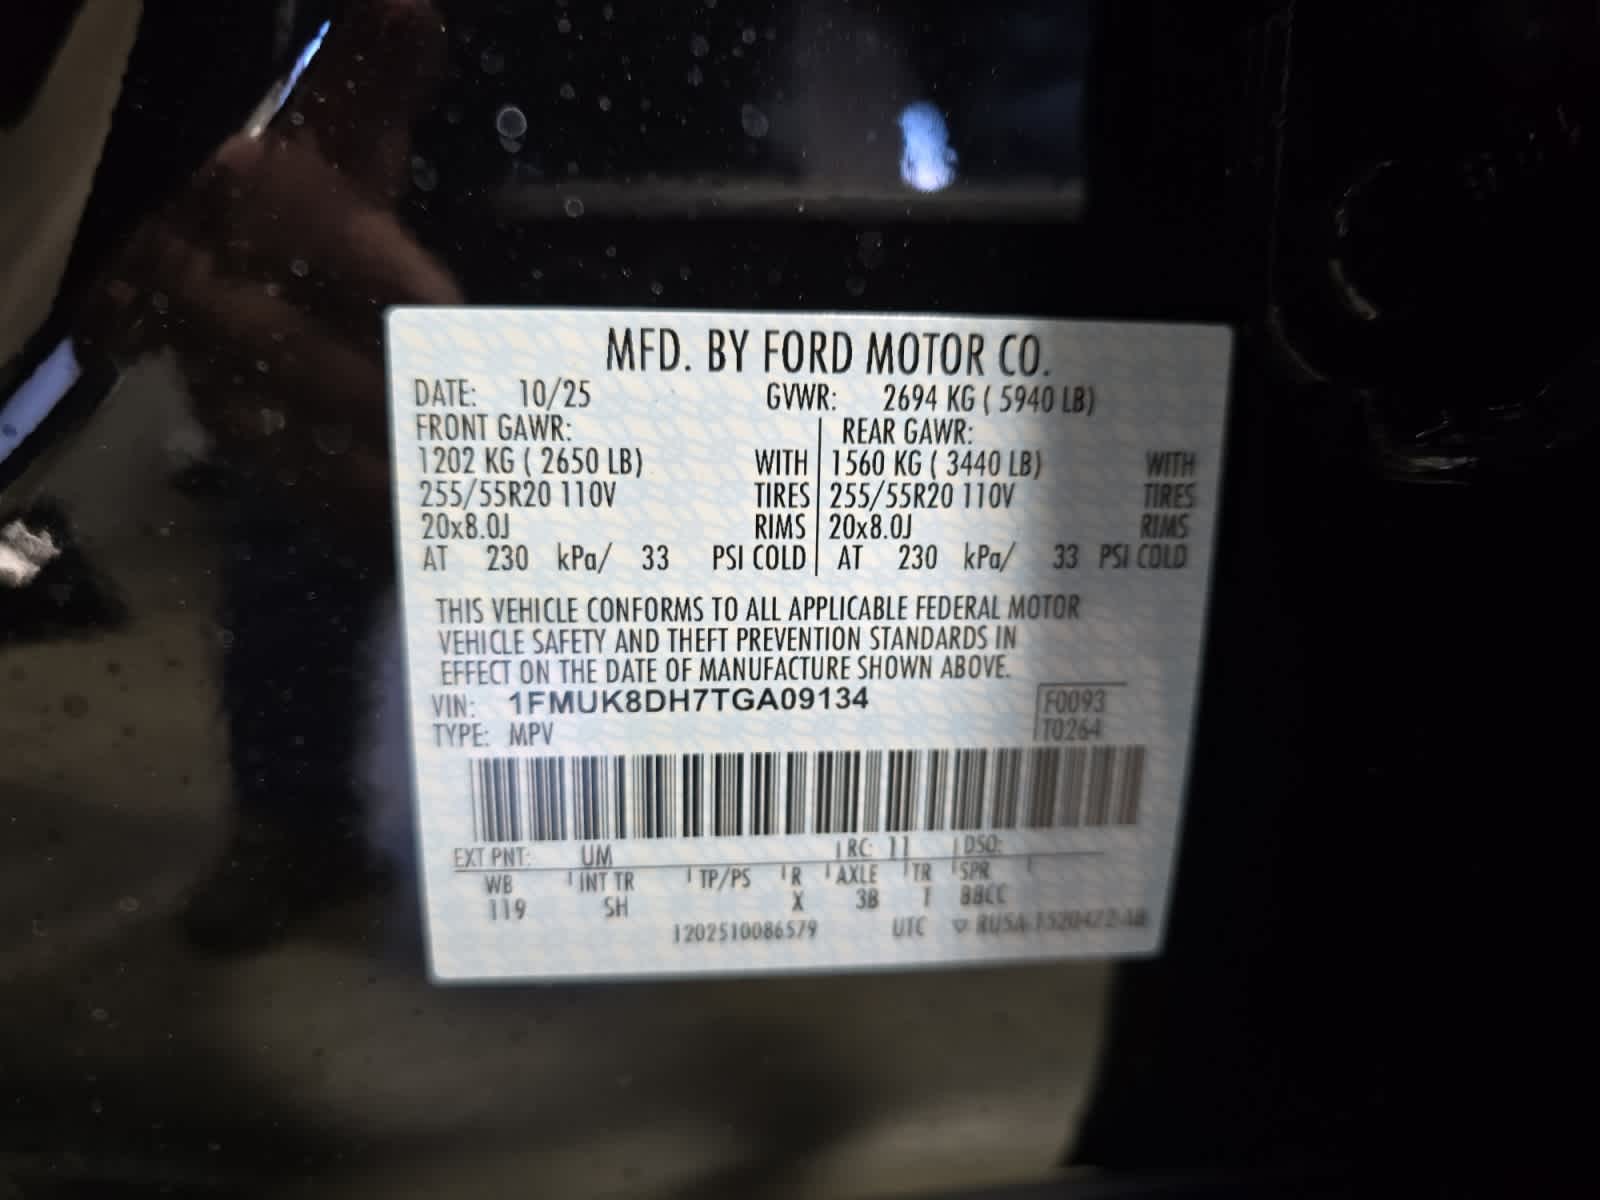 MFD. BY FORD MOTOR CO.
DATE: 10/25 GVWR: 2694 KG ( 5940 LB)
FRONT GAWR: REAR GAWR:
1202 KG ( 2650 LB) WITH 1560 KG ( 3440 LB) WITH
255/55R20 110V TIRES 255/55R20 110V TIRES
20x8.0J RIMS 20x8.0J RIMS
AT 230 kPa/ 33 PSI COLD AT 230 kPa/ 33 PSI COLD
THIS VEHICLE CONFORMS TO ALL APPLICABLE FEDERAL MOTOR
VEHICLE SAFETY AND THEFT PREVENTION STANDARDS IN
EFFECT ON THE DATE OF MANUFACTURE SHOWN ABOVE.
VIN: 1FMUK8DH7TGA09134 F0093
TYPE: MPV T0264
EXT PNT: UM RC: 11 DSO:
WB INT TR TP/PS R AXLE TR SPR
119 SH X 3B T BBCC
1202510086579 UTC